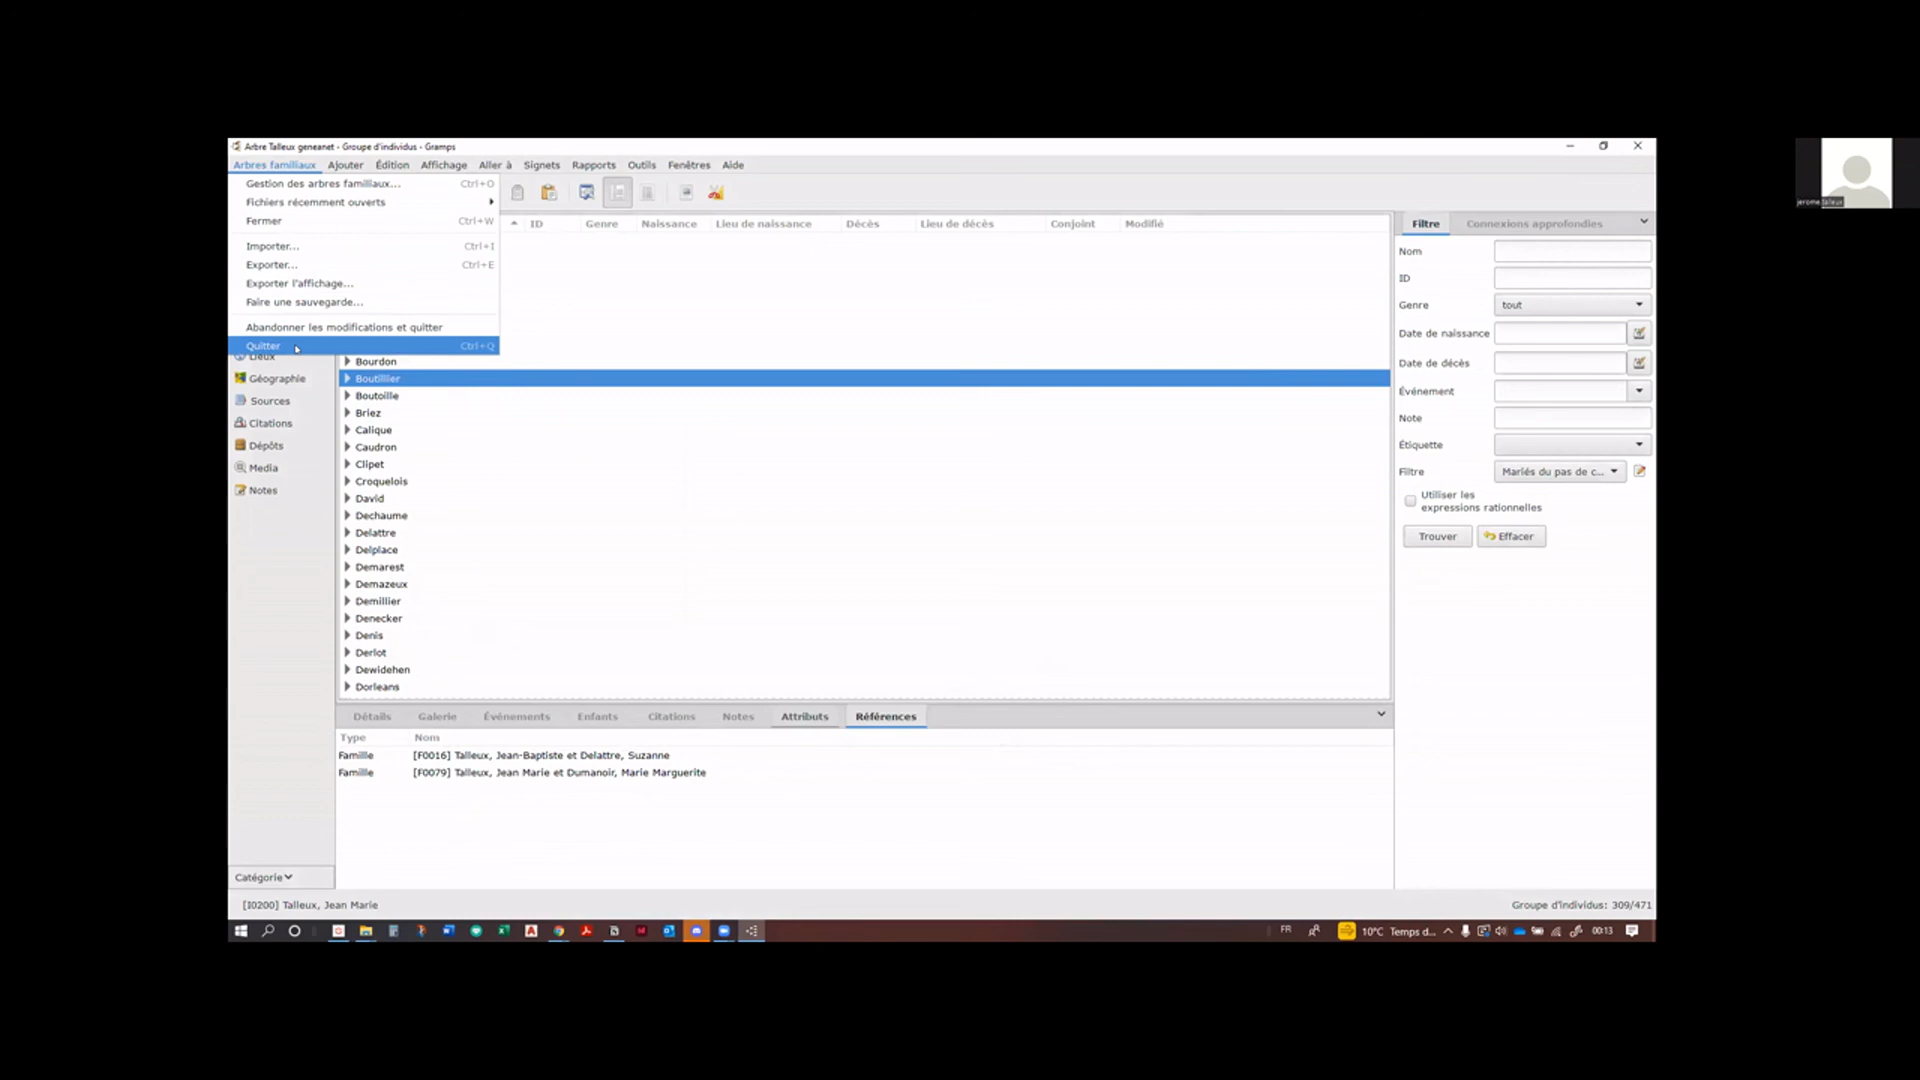 Arbre Talleux geneanet - Groupe d'individus - Gramps
Arbres familiaux Ajouter Édition Affichage Aller à Signets Rapports Outils Fenêtres Aide
Gestion des arbres familiaux... Ctrl+O
Fichiers récemment ouverts
Fermer Ctrl+W
Importer... Ctrl+I
Exporter... Ctrl+E
Exporter l'affichage...
Faire une sauvegarde...
Abandonner les modifications et quitter
Quitter Ctrl+Q
Lieux
Géographie
Sources
Citations
Dépôts
Media
Notes
Catégorie
ID Genre Naissance Lieu de naissance Décès Lieu de décès Conjoint Modifié
Bourdon
Boutillier
Boutoille
Briez
Calique
Caudron
Clipet
Croquelois
David
Dechaume
Delattre
Delplace
Demarest
Demazeux
Demillier
Denecker
Denis
Derlot
Dewidehen
Dorleans
Détails Galerie Événements Enfants Citations Notes Attributs Références
Type Nom
Famille [F0016] Talleux, Jean-Baptiste et Delattre, Suzanne
Famille [F0079] Talleux, Jean Marie et Dumanoir, Marie Marguerite
Filtre Connexions approfondies
Nom
ID
Genre tout
Date de naissance
Date de décès
Événement
Note
Étiquette
Filtre Mariés du pas de c...
Utiliser les
expressions rationnelles
Trouver Effacer
[I0200] Talleux, Jean Marie
Groupe d'individus: 309/471
FR 10°C Temps d... 00:13
jerome talleux